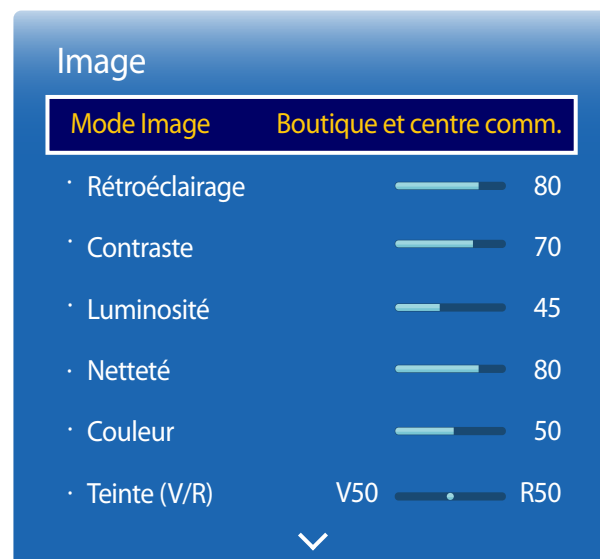 Image
Mode Image Boutique et centre comm.
· Rétroéclairage 80
· Contraste 70
· Luminosité 45
· Netteté 80
· Couleur 50
· Teinte (V/R) V50 R50